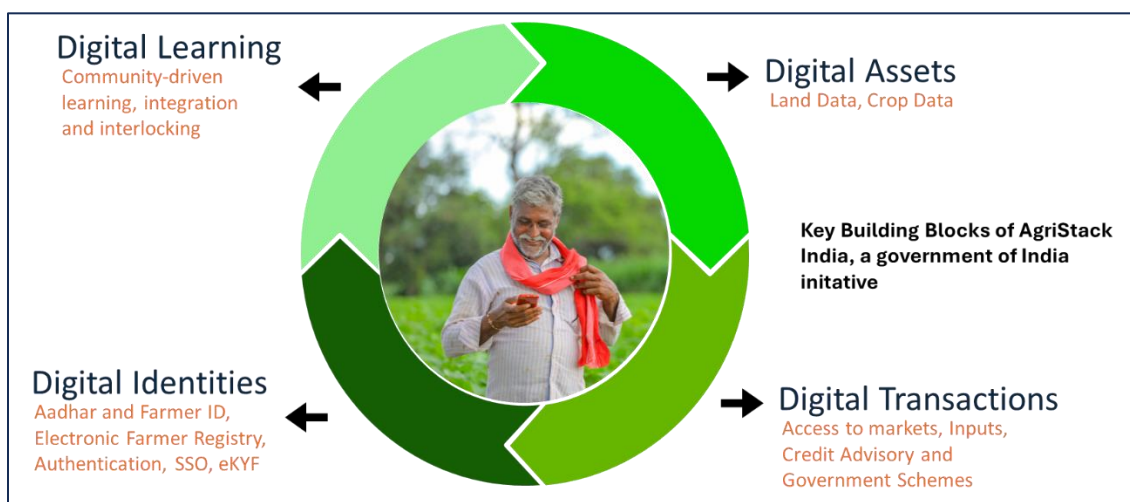 Digital Learning
Community-driven
learning, integration
and interlocking
Digital Assets
Land Data, Crop Data
Key Building Blocks of AgriStack
India, a government of India
initative
Digital Identities
Aadhar and Farmer ID,
Electronic Farmer Registry,
Authentication, SSO, eKYF
Digital Transactions
Access to markets, Inputs,
Credit Advisory and
Government Schemes